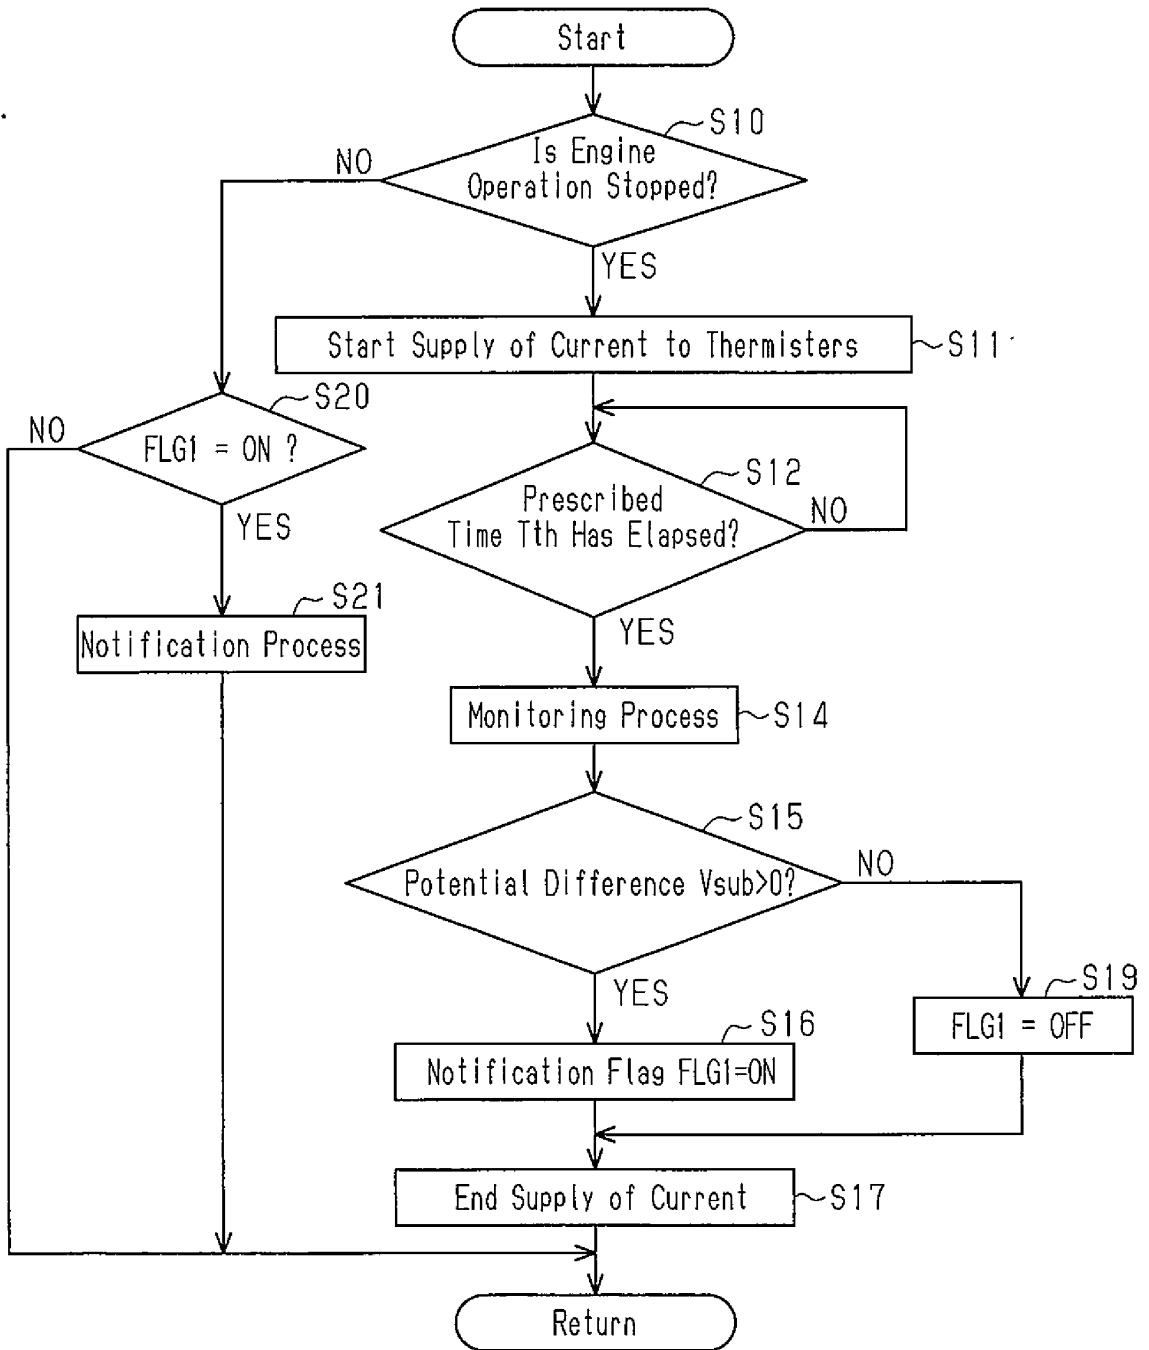 Start
S10
Is Engine
Operation Stopped?
NO
YES
Start Supply of Current to Thermisters
S11
S20
NO
FLG1 = ON ?
YES
S12
Prescribed
Time Tth Has Elapsed?
NO
YES
S21
Notification Process
Monitoring Process
S14
S15
Potential Difference Vsub>0?
NO
YES
S19
FLG1 = OFF
S16
Notification Flag FLG1=ON
End Supply of Current
S17
Return